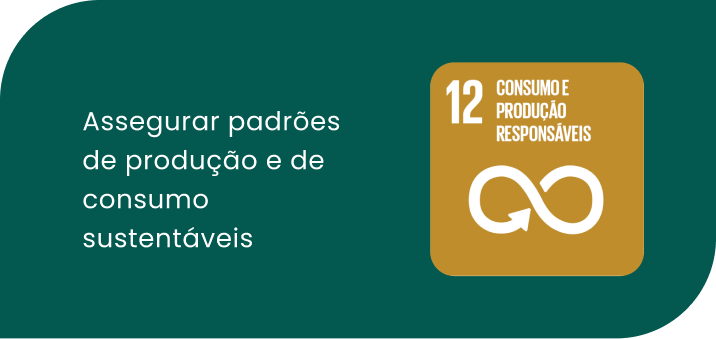 Assegurar padrões
de produção e de
consumo
sustentáveis
12
CONSUMO E
PRODUÇÃO
RESPONSÁVEIS